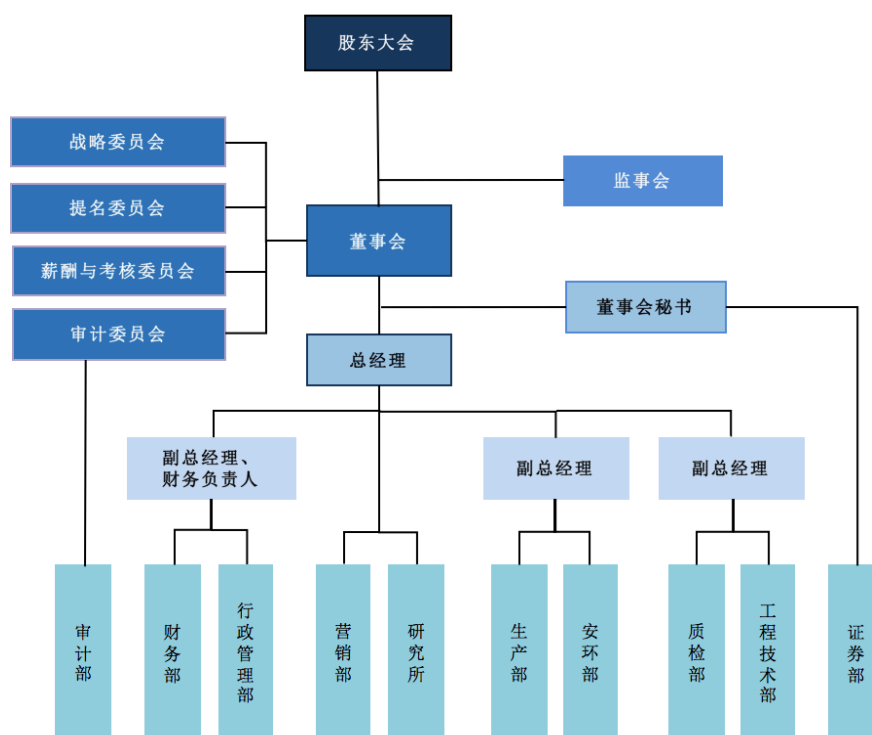 股东大会
战略委员会
监事会
提名委员会
董事会
薪酬与考核委员会
董事会秘书
审计委员会
总经理
副总经理、
财务负责人
副总经理
副总经理
审计部
财务部
行政管理部
营销部
研究所
生产部
安环部
质检部
工程技术部
证券部